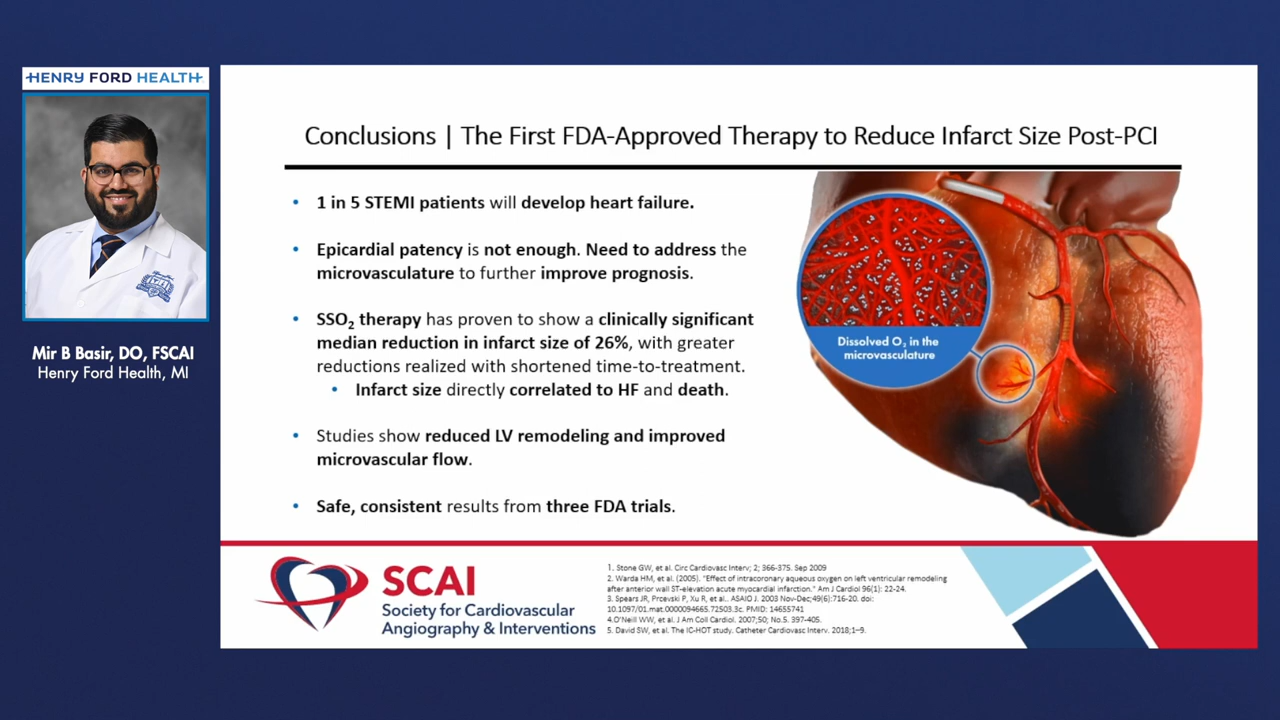 HENRY FORD HEALTH
Mir B Basir, DO, FSCAI
Henry Ford Health, MI
Conclusions | The First FDA-Approved Therapy to Reduce Infarct Size Post-PCI
• 1 in 5 STEMI patients will develop heart failure.
• Epicardial patency is not enough. Need to address the
microvasculature to further improve prognosis.
• SSO₂ therapy has proven to show a clinically significant
median reduction in infarct size of 26%, with greater
reductions realized with shortened time-to-treatment.
• Infarct size directly correlated to HF and death.
• Studies show reduced LV remodeling and improved
microvascular flow.
• Safe, consistent results from three FDA trials.
Dissolved O₂ in the
microvasculature
SCAI
Society for Cardiovascular
Angiography & Interventions
1. Stone GW, et al. Circ Cardiovasc Interv; 2; 366-375. Sep 2009
2. Warda HM, et al. (2005). "Effect of intracoronary aqueous oxygen on left ventricular remodeling
after anterior wall ST-elevation acute myocardial infarction." Am J Cardiol 96(1): 22-24.
3. Spears JR, Prcevski P, Xu R, et al.. ASAIO J. 2003 Nov-Dec;49(6):716-20. doi:
10.1097/01.mat.0000094665.72503.3c. PMID: 14655741
4.O'Neill WW, et al. J Am Coll Cardiol. 2007;50; No.5. 397-405.
5. David SW, et al. The IC-HOT study. Catheter Cardiovasc Interv. 2018;1–9.